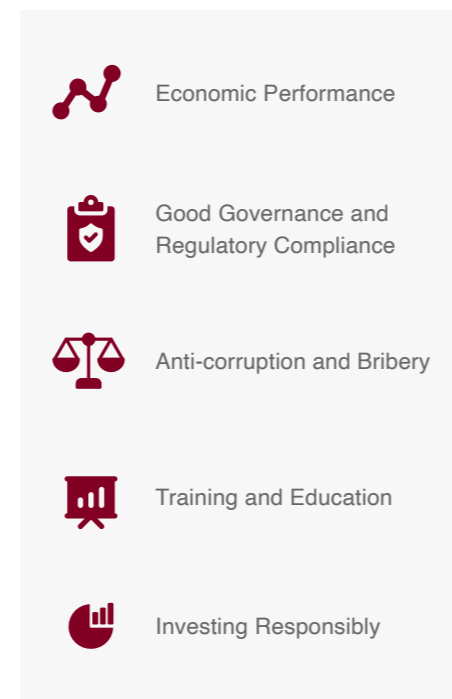 Economic Performance
Good Governance and
Regulatory Compliance
Anti-corruption and Bribery
Training and Education
Investing Responsibly